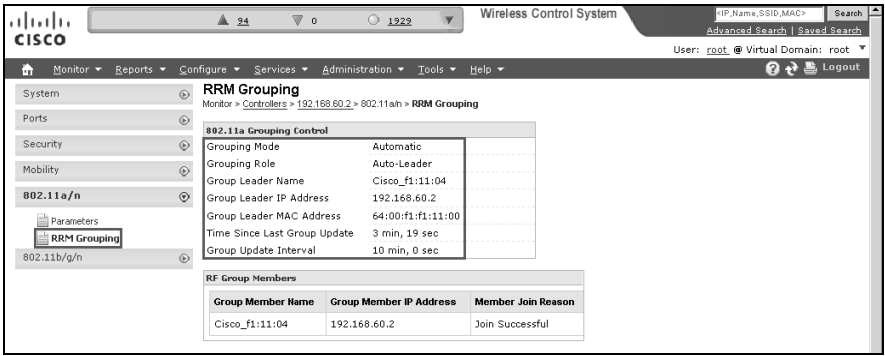 CISCO
94 0 1929
Wireless Control System
<IP,Name,SSID,MAC> Search
Advanced Search | Saved Search
User: root @ Virtual Domain: root
Monitor Reports Configure Services Administration Tools Help Logout
System
Ports
Security
Mobility
802.11a/n
Parameters
RRM Grouping
802.11b/g/n
RRM Grouping
Monitor > Controllers > 192.168.60.2 > 802.11a/n > RRM Grouping
802.11a Grouping Control
Grouping Mode Automatic
Grouping Role Auto-Leader
Group Leader Name Cisco_f1:11:04
Group Leader IP Address 192.168.60.2
Group Leader MAC Address 64:00:f1:f1:11:00
Time Since Last Group Update 3 min, 19 sec
Group Update Interval 10 min, 0 sec
RF Group Members
Group Member Name Group Member IP Address Member Join Reason
Cisco_f1:11:04 192.168.60.2 Join Successful